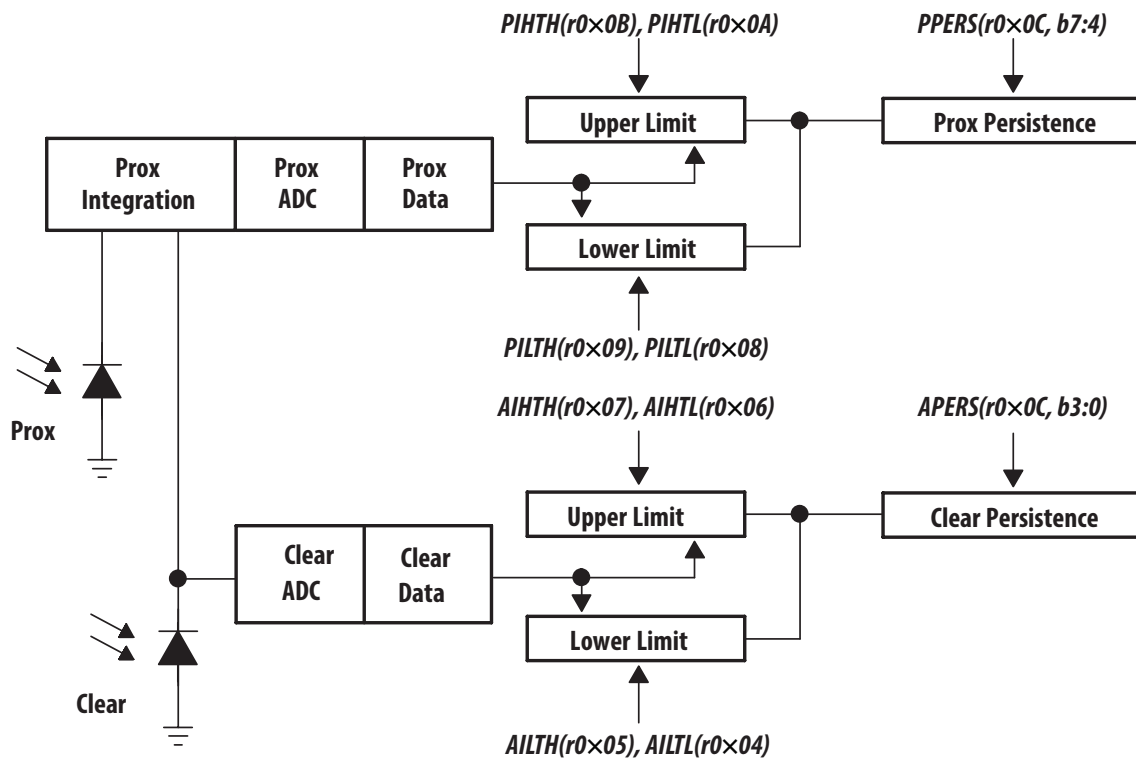 PIHTH(r0×0B), PIHTL(r0×0A)
PPERS(r0×0C, b7:4)
Upper Limit
Prox Persistence
Prox
Integration
Prox
ADC
Prox
Data
Lower Limit
PILTH(r0×09), PILTL(r0×08)
Prox
AIHTH(r0×07), AIHTL(r0×06)
APERS(r0×0C, b3:0)
Upper Limit
Clear Persistence
Clear
ADC
Clear
Data
Lower Limit
Clear
AILTH(r0×05), AILTL(r0×04)